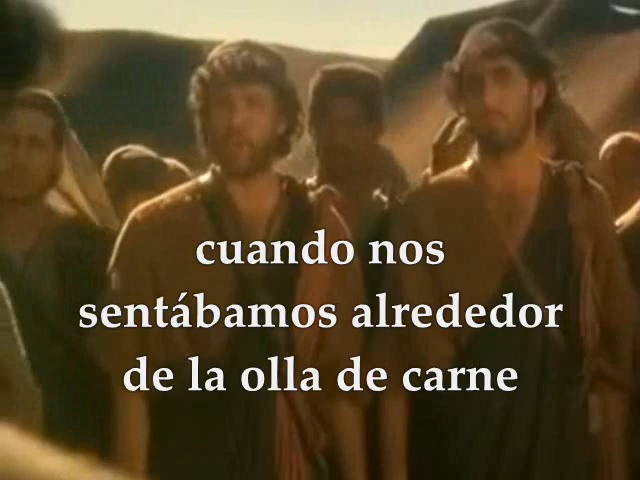 cuando nos
sentábamos alrededor
de la olla de carne